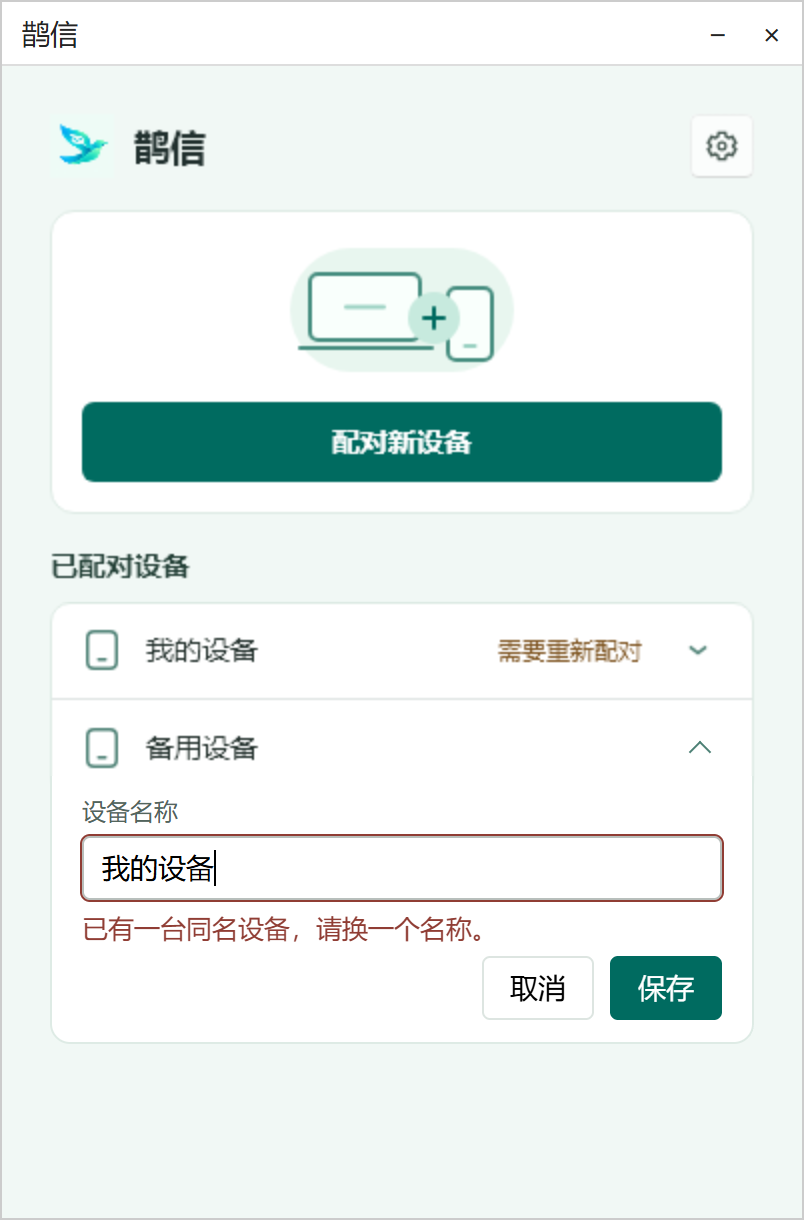 鹊信
鹊信
配对新设备
已配对设备
我的设备 需要重新配对
备用设备
设备名称
我的设备
已有一台同名设备，请换一个名称。
取消 保存